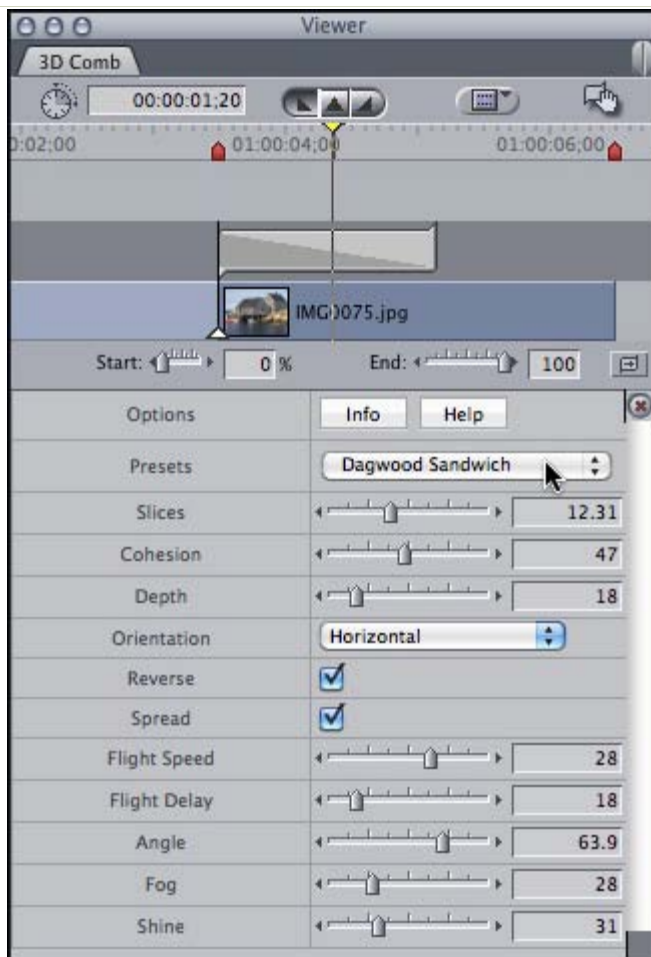 Viewer
3D Comb
00:00:01;20
0:02;00 01:00:04;00 01:00:06;00
IMG0075.jpg
Start: 0 % End: 100
Options Info Help
Presets Dagwood Sandwich
Slices 12.31
Cohesion 47
Depth 18
Orientation Horizontal
Reverse
Spread
Flight Speed 28
Flight Delay 18
Angle 63.9
Fog 28
Shine 31